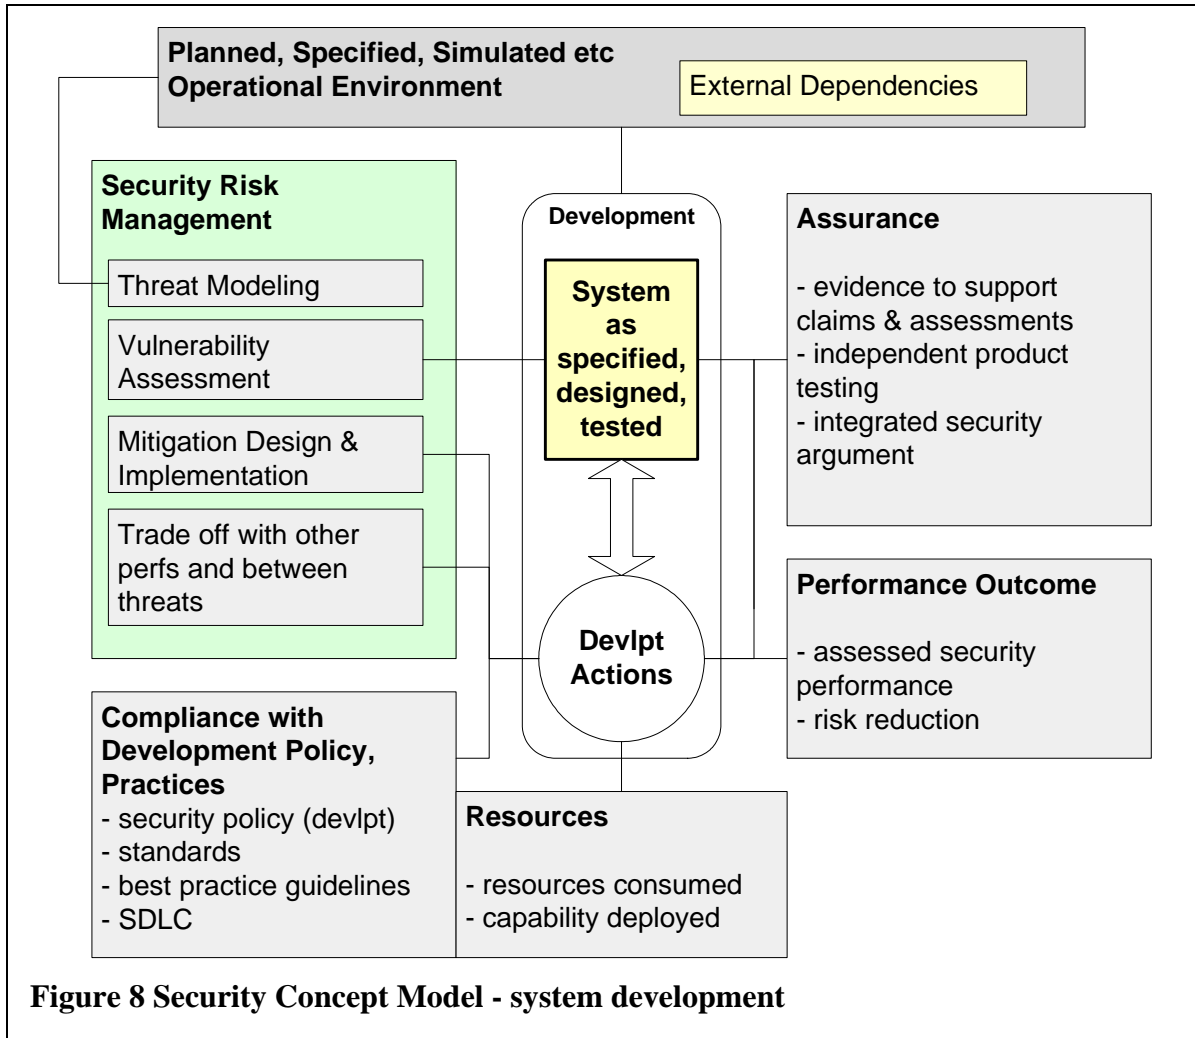 Planned, Specified, Simulated etc
Operational Environment
External Dependencies
Security Risk
Management
Threat Modeling
Vulnerability
Assessment
Mitigation Design &
Implementation
Trade off with other
perfs and between
threats
Development
System
as
specified,
designed,
tested
Devlpt
Actions
Assurance
- evidence to support
claims & assessments
- independent product
testing
- integrated security
argument
Performance Outcome
- assessed security
performance
- risk reduction
Compliance with
Development Policy,
Practices
- security policy (devlpt)
- standards
- best practice guidelines
- SDLC
Resources
- resources consumed
- capability deployed
Figure 8 Security Concept Model - system development